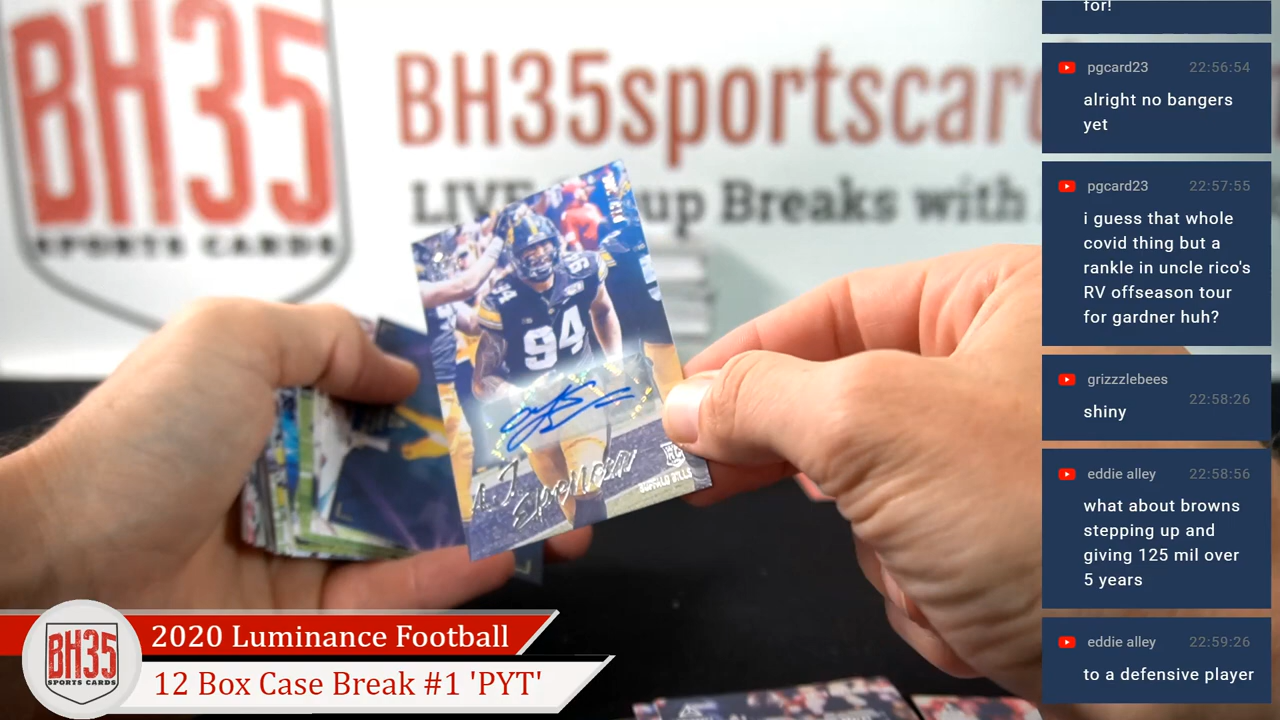 BH35
SPORTS CARDS
BH35sportscard
LIVE
up Breaks with
94
94
A.J. Epenesa
RC
BUFFALO BILLS
2020 Luminance Football
12 Box Case Break #1 'PYT'
BH35
SPORTS CARDS
for!
pgcard23 22:56:54
alright no bangers
yet
pgcard23 22:57:55
i guess that whole
covid thing but a
rankle in uncle rico's
RV offseason tour
for gardner huh?
grizzzlebees
22:58:26
shiny
eddie alley 22:58:56
what about browns
stepping up and
giving 125 mil over
5 years
eddie alley 22:59:26
to a defensive player